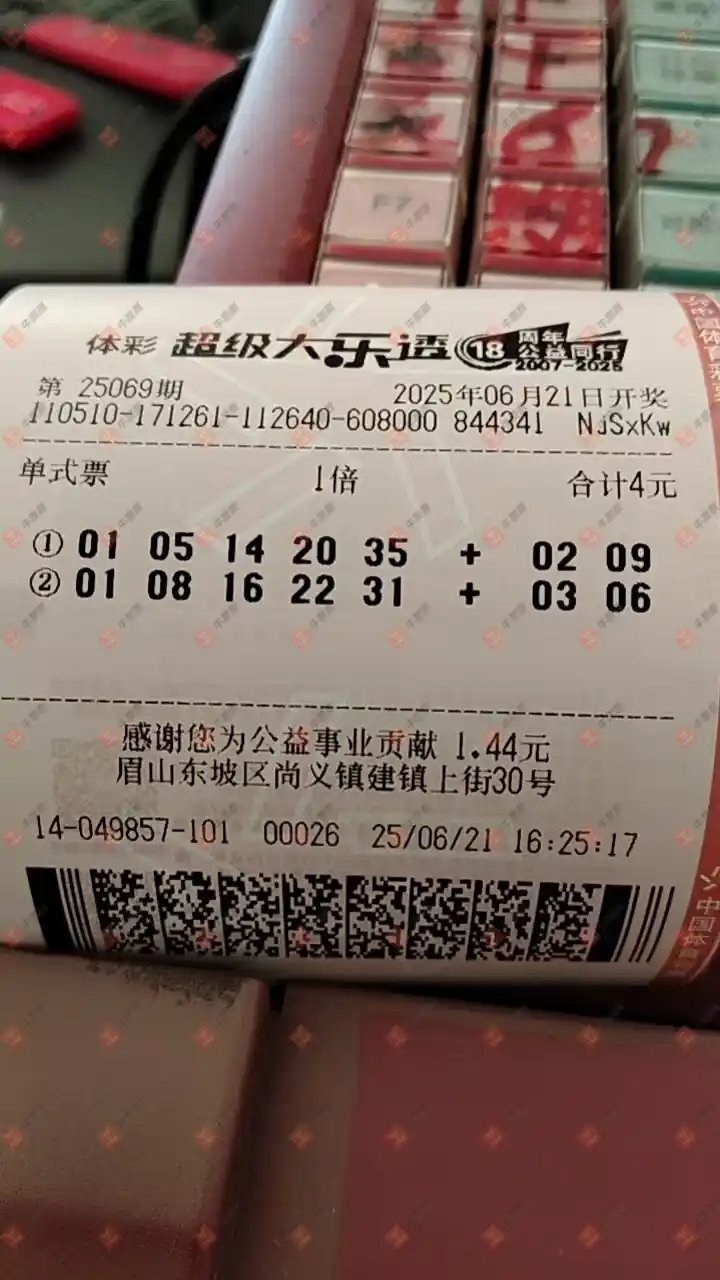 F7
体彩 超级大乐透 18 周年 公益同行 2007-2025
第 25069期 2025年06月21日开奖
110510-171261-112640-608000 844341 NJSxKw
单式票 1倍 合计4元
① 01 05 14 20 35 + 02 09
② 01 08 16 22 31 + 03 06
感谢您为公益事业贡献 1.44元
眉山东坡区尚义镇建镇上街30号
14-049857-101 00026 25/06/21 16:25:17
中国体